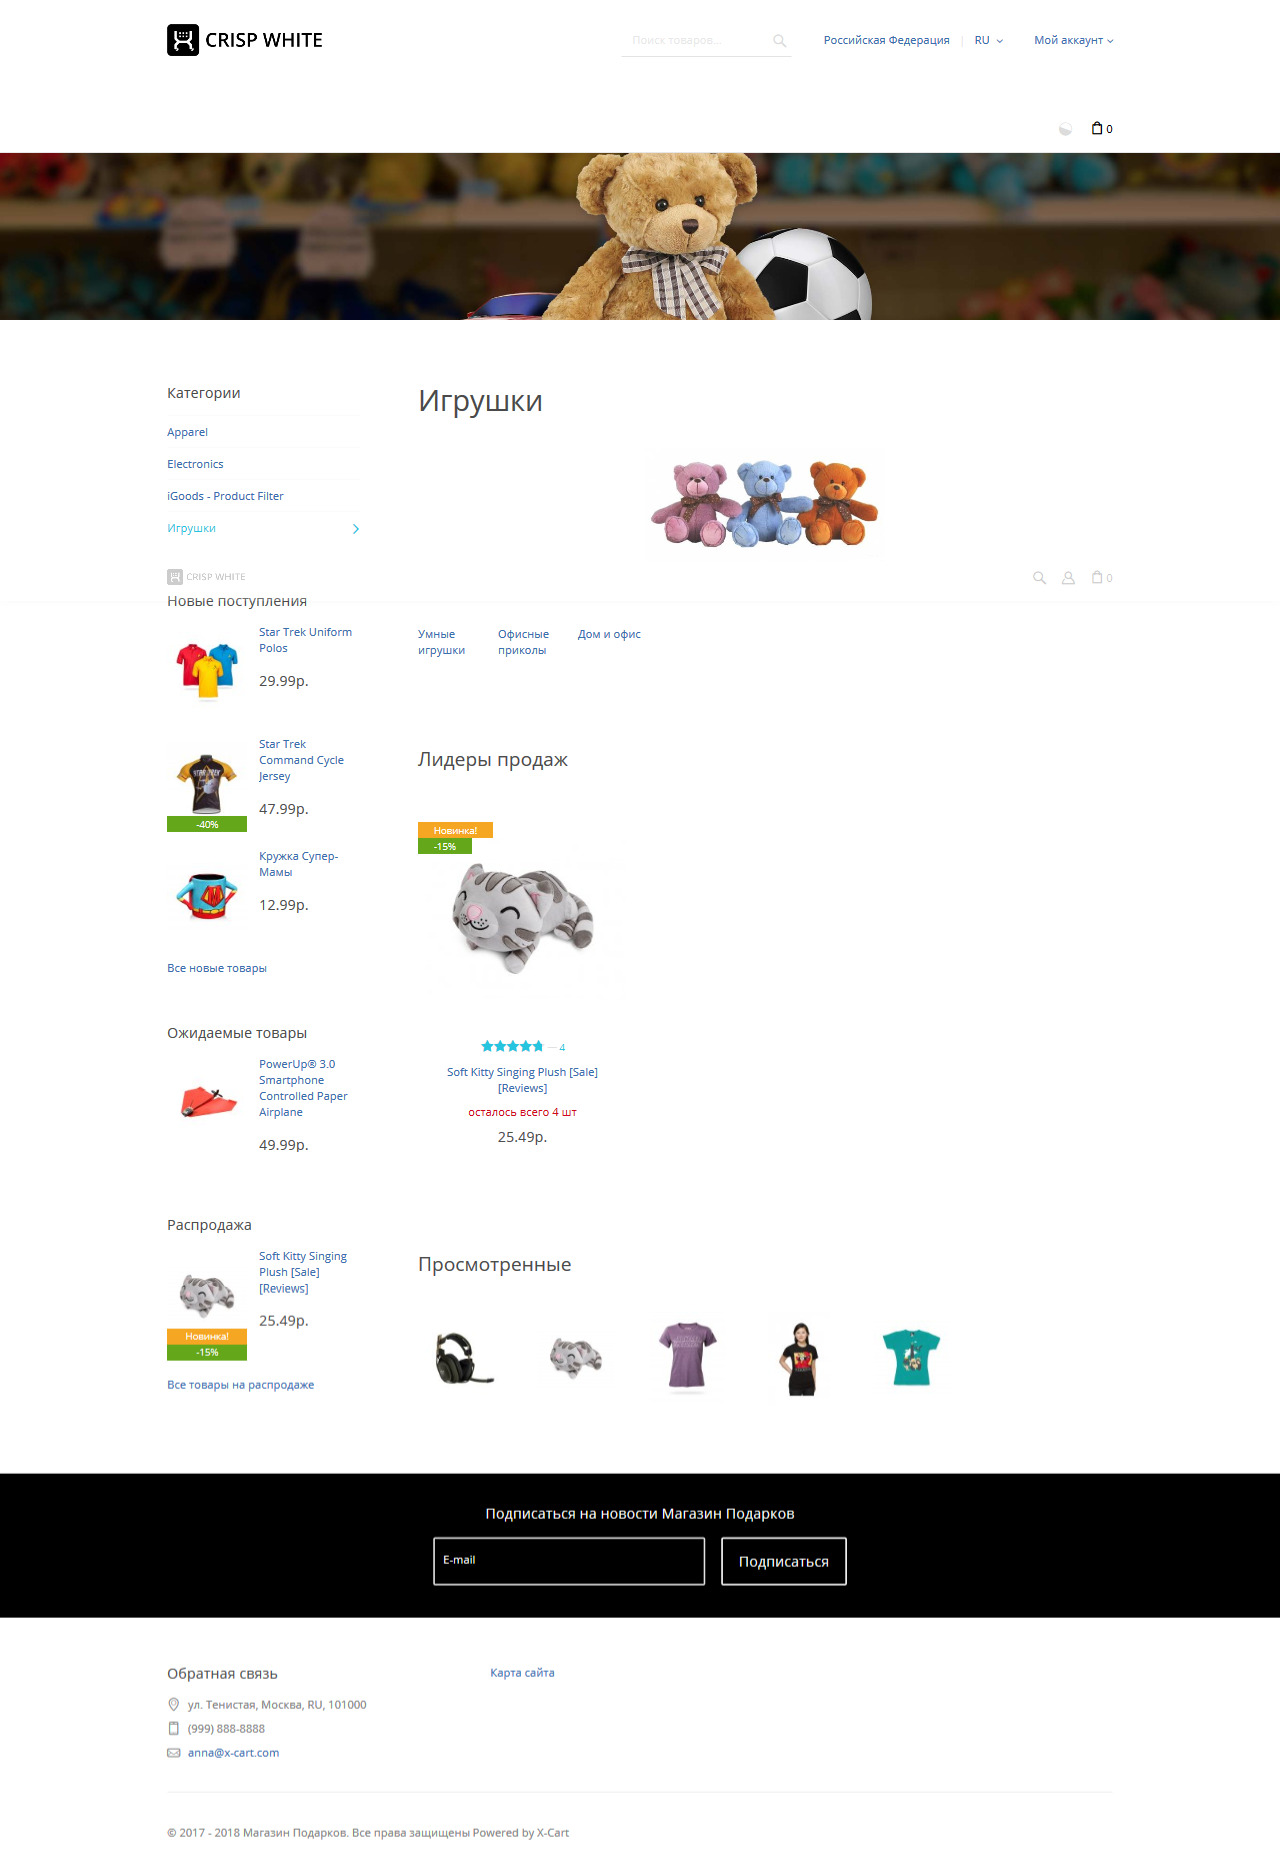 CRISP WHITE
Поиск товаров...
Российская Федерация | RU
Мой аккаунт
0
Категории
Apparel
Electronics
iGoods - Product Filter
Игрушки
Игрушки
CRISP WHITE
0
Новые поступления
Star Trek Uniform
Polos
29.99р.
Star Trek
Command Cycle
Jersey
47.99р.
-40%
Кружка Супер-
Мамы
12.99р.
Все новые товары
Ожидаемые товары
PowerUp® 3.0
Smartphone
Controlled Paper
Airplane
49.99р.
Распродажа
Soft Kitty Singing
Plush [Sale]
[Reviews]
25.49р.
Новинка!
-15%
Все товары на распродаже
Умные
игрушки
Офисные
приколы
Дом и офис
Лидеры продаж
Новинка!
-15%
— 4
Soft Kitty Singing Plush [Sale]
[Reviews]
осталось всего 4 шт
25.49р.
Просмотренные
Подписаться на новости Магазин Подарков
E-mail
Подписаться
Обратная связь
ул. Тенистая, Москва, RU, 101000
(999) 888-8888
anna@x-cart.com
Карта сайта
© 2017 - 2018 Магазин Подарков. Все права защищены Powered by X-Cart